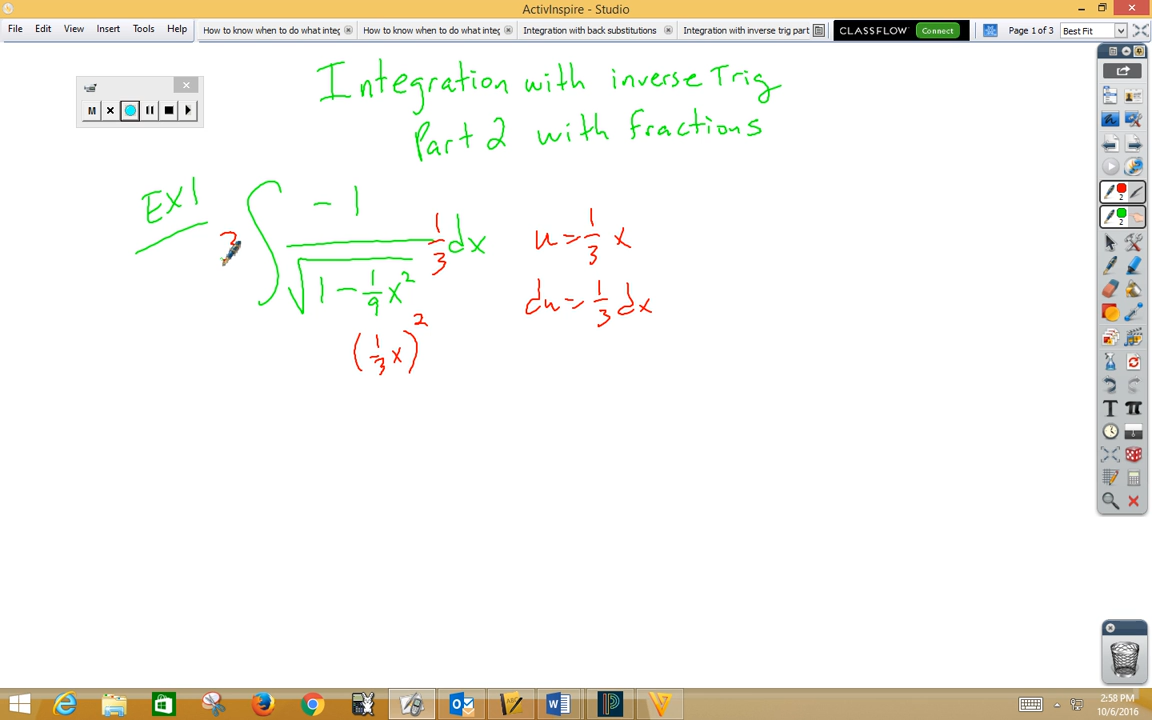 ActivInspire - Studio
File Edit View Insert Tools Help
How to know when to do what integ
How to know when to do what integ
Integration with back substitutions
Integration with inverse trig part
CLASSFLOW Connect
Page 1 of 3
Best Fit
M
Integration with inverse Trig
Part 2 with fractions
EX1
3 ∫ -1 / √(1 - 1/9 x²) 1/3 dx
u = 1/3 x
du = 1/3 dx
(1/3 x)²
2
2
T π
W
P
2:58 PM
10/6/2016